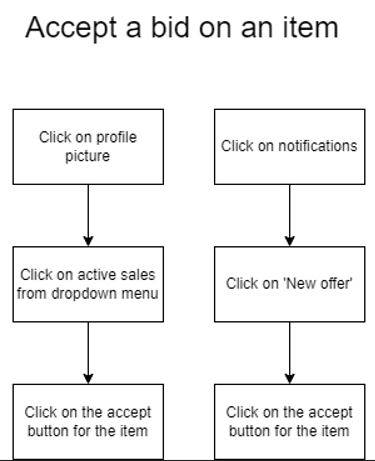 Accept a bid on an item
Click on profile
picture
Click on notifications
Click on active sales
from dropdown menu
Click on 'New offer'
Click on the accept
button for the item
Click on the accept
button for the item